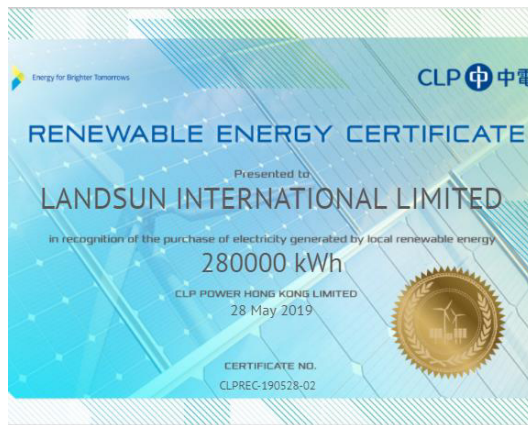 Energy for Brighter Tomorrows
CLP 中電
RENEWABLE ENERGY CERTIFICATE
Presented to
LANDSUN INTERNATIONAL LIMITED
in recognition of the purchase of electricity generated by local renewable energy
280000 kWh
CLP POWER HONG KONG LIMITED
28 May 2019
CERTIFICATE NO.
CLPREC-190528-02